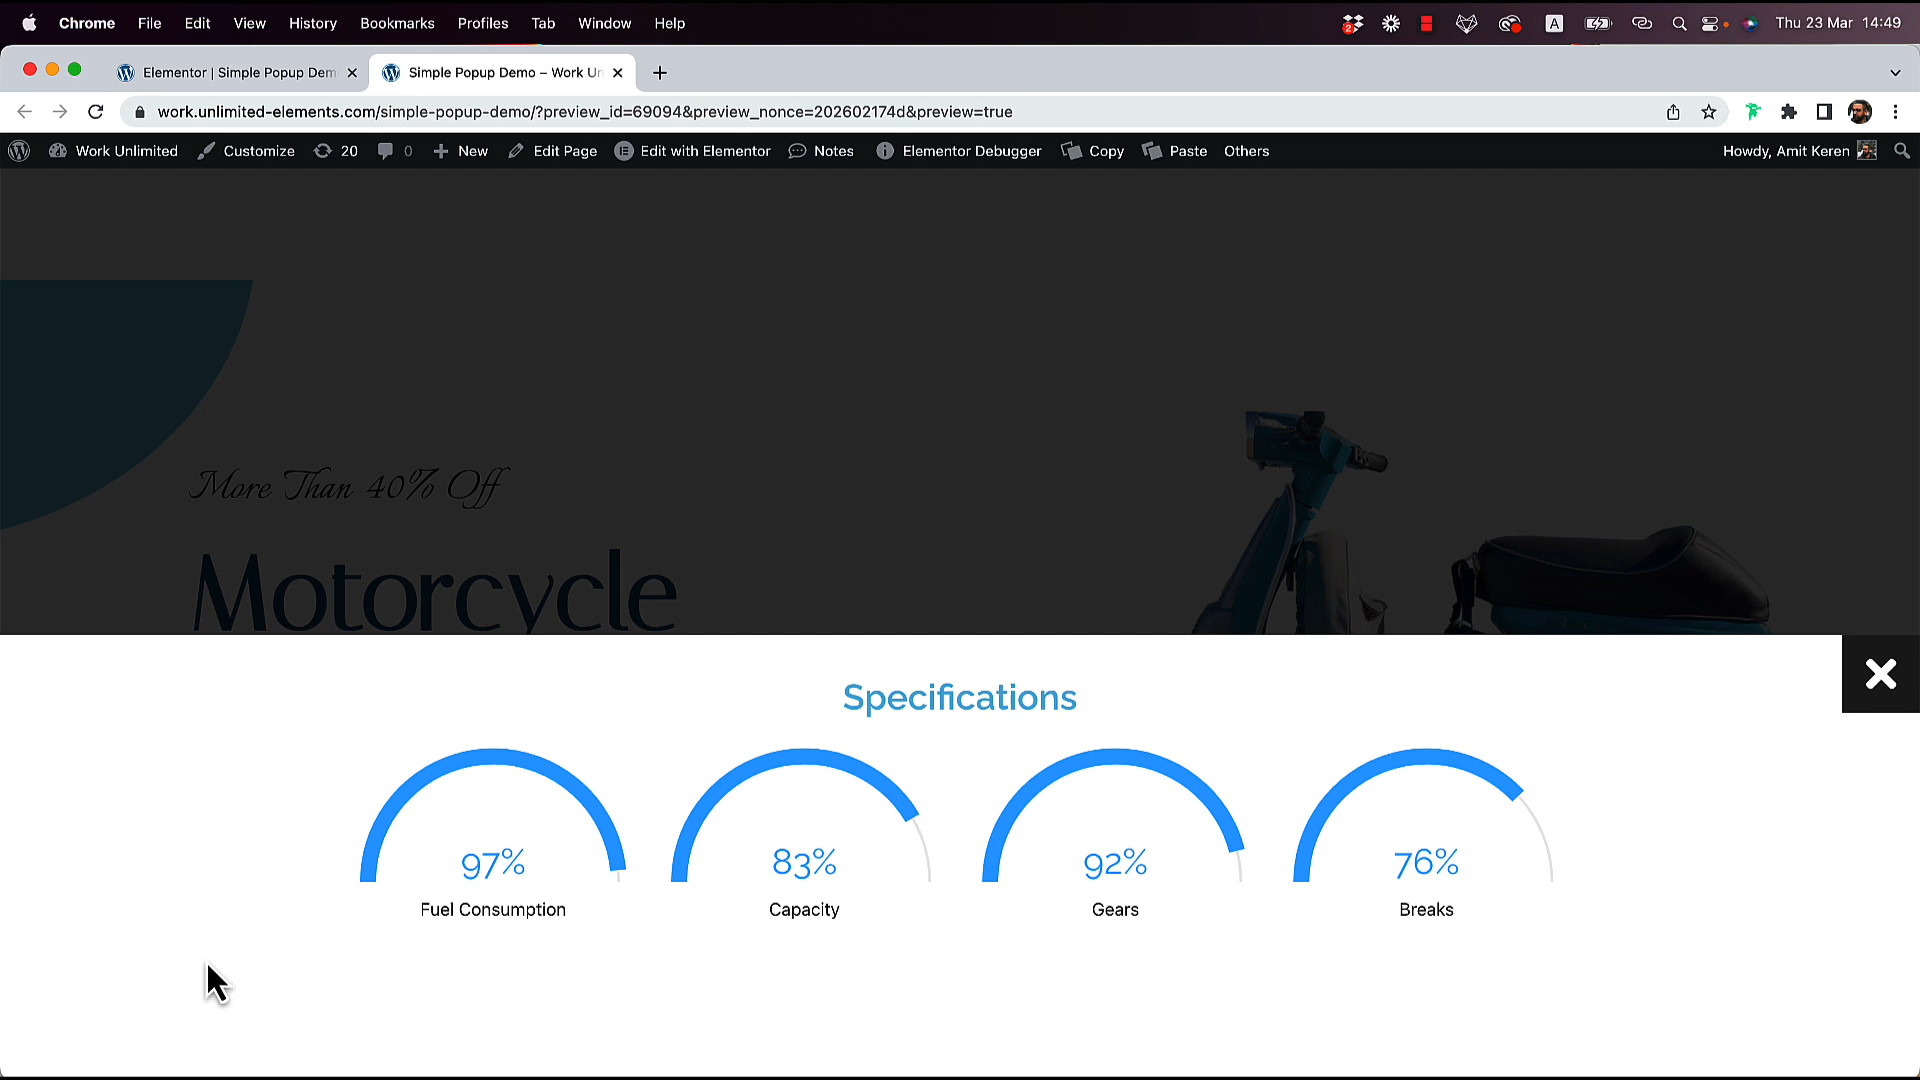 Chrome File Edit View History Bookmarks Profiles Tab Window Help 2 A Thu 23 Mar 14:49
Elementor | Simple Popup Dem Simple Popup Demo – Work Un
work.unlimited-elements.com/simple-popup-demo/?preview_id=69094&preview_nonce=202602174d&preview=true
Work Unlimited Customize 20 0 New Edit Page Edit with Elementor Notes Elementor Debugger Copy Paste Others Howdy, Amit Keren
More Than 40% Off
Motorcycle
Specifications
97% 83% 92% 76%
Fuel Consumption Capacity Gears Breaks